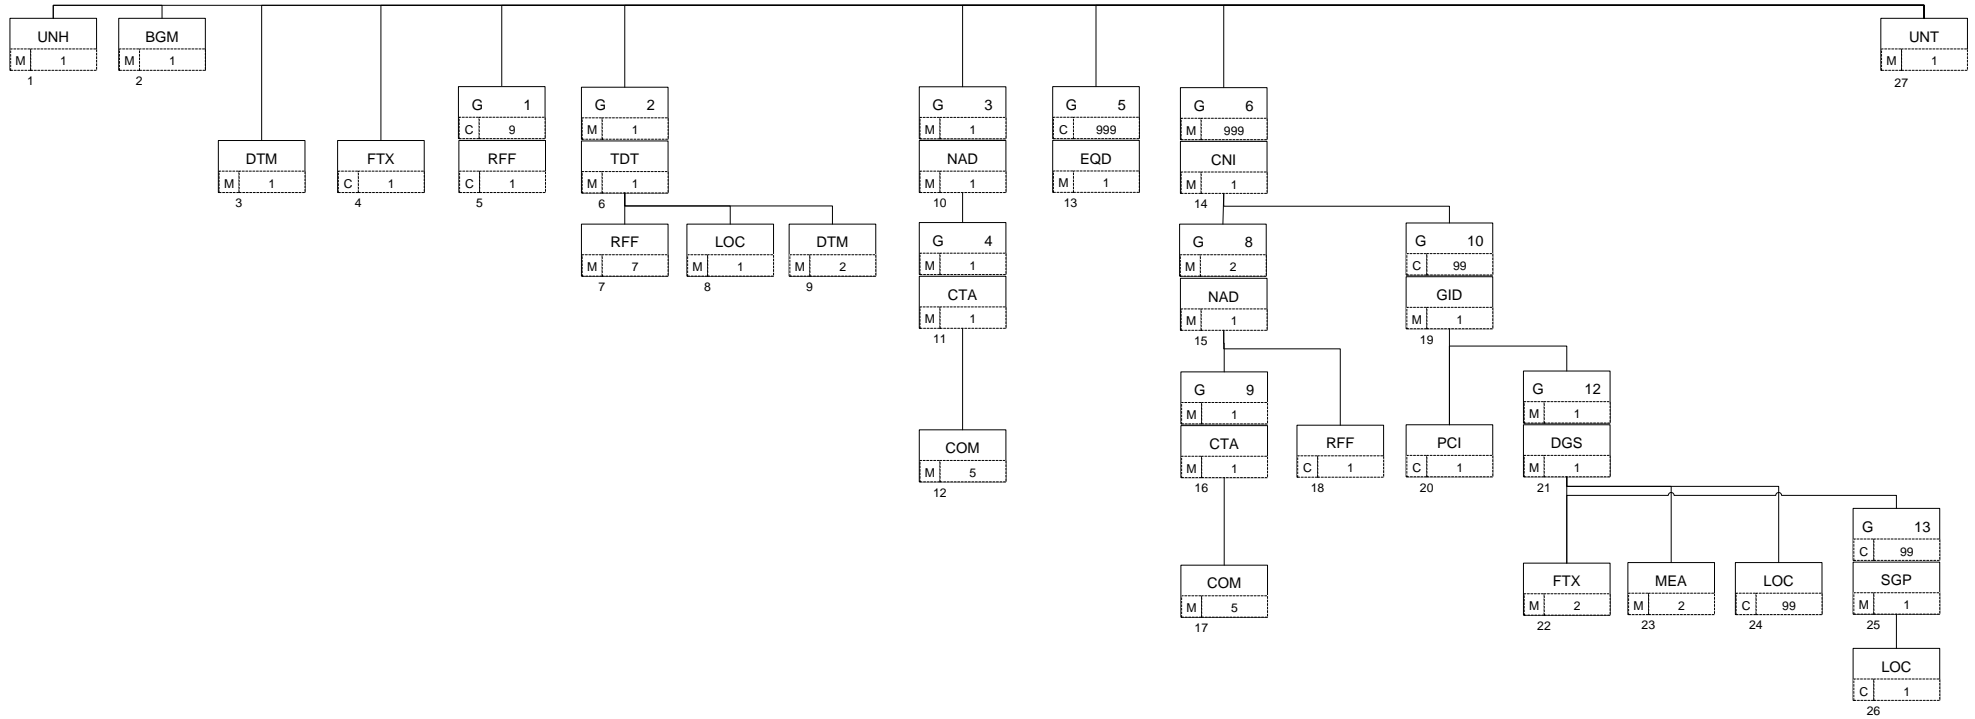 UNH
M 1
1
BGM
M 1
2
DTM
M 1
3
FTX
C 1
4
G 1
C 9
RFF
C 1
5
G 2
M 1
TDT
M 1
6
RFF
M 7
7
LOC
M 1
8
DTM
M 2
9
G 3
M 1
NAD
M 1
10
G 4
M 1
CTA
M 1
11
COM
M 5
12
G 5
C 999
EQD
M 1
13
G 6
M 999
CNI
M 1
14
G 8
M 2
NAD
M 1
15
G 9
M 1
CTA
M 1
16
COM
M 5
17
RFF
C 1
18
G 10
C 99
GID
M 1
19
PCI
C 1
20
G 12
M 1
DGS
M 1
21
FTX
M 2
22
MEA
M 2
23
LOC
C 99
24
G 13
C 99
SGP
M 1
25
LOC
C 1
26
UNT
M 1
27